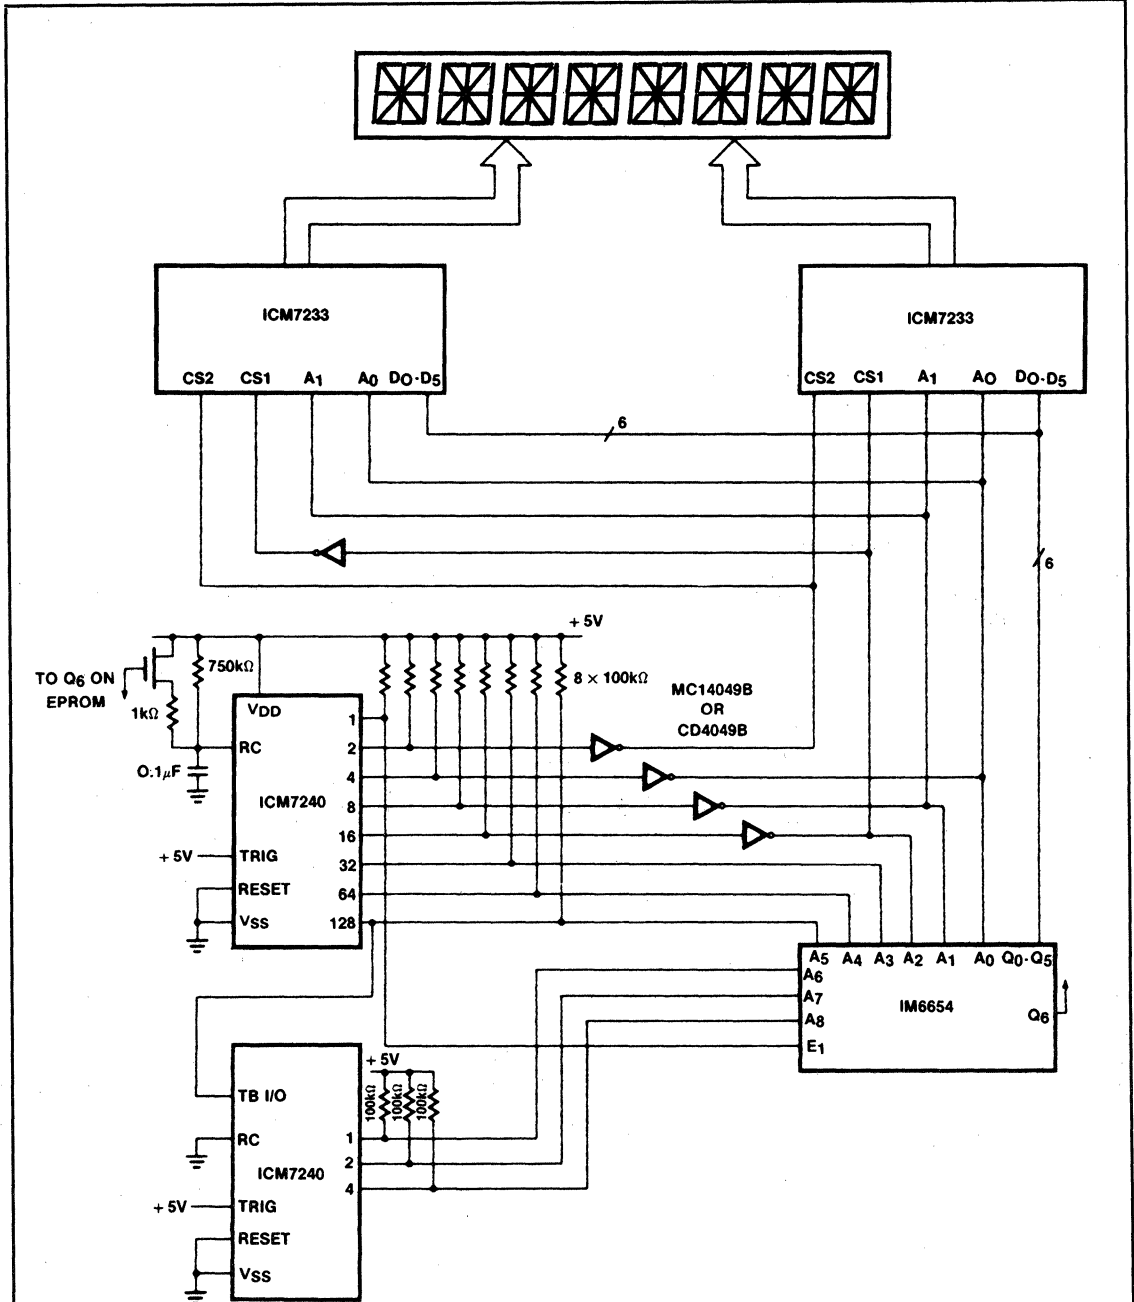 ICM7233
CS2 CS1 A1 A0 D0-D5
ICM7233
CS2 CS1 A1 A0 D0-D5
6
6
+5V
TO Q6 ON
EPROM
750kΩ
1kΩ
0.1µF
8 × 100kΩ
MC14049B
OR
CD4049B
VDD
RC
ICM7240
+5V TRIG
RESET
VSS
1
2
4
8
16
32
64
128
A5 A4 A3 A2 A1 A0 Q0-Q5
A6
A7
A8
E1
IM6654
Q6
+5V
100kΩ
100kΩ
100kΩ
TB I/O
RC
ICM7240
+5V TRIG
RESET
VSS
1
2
4